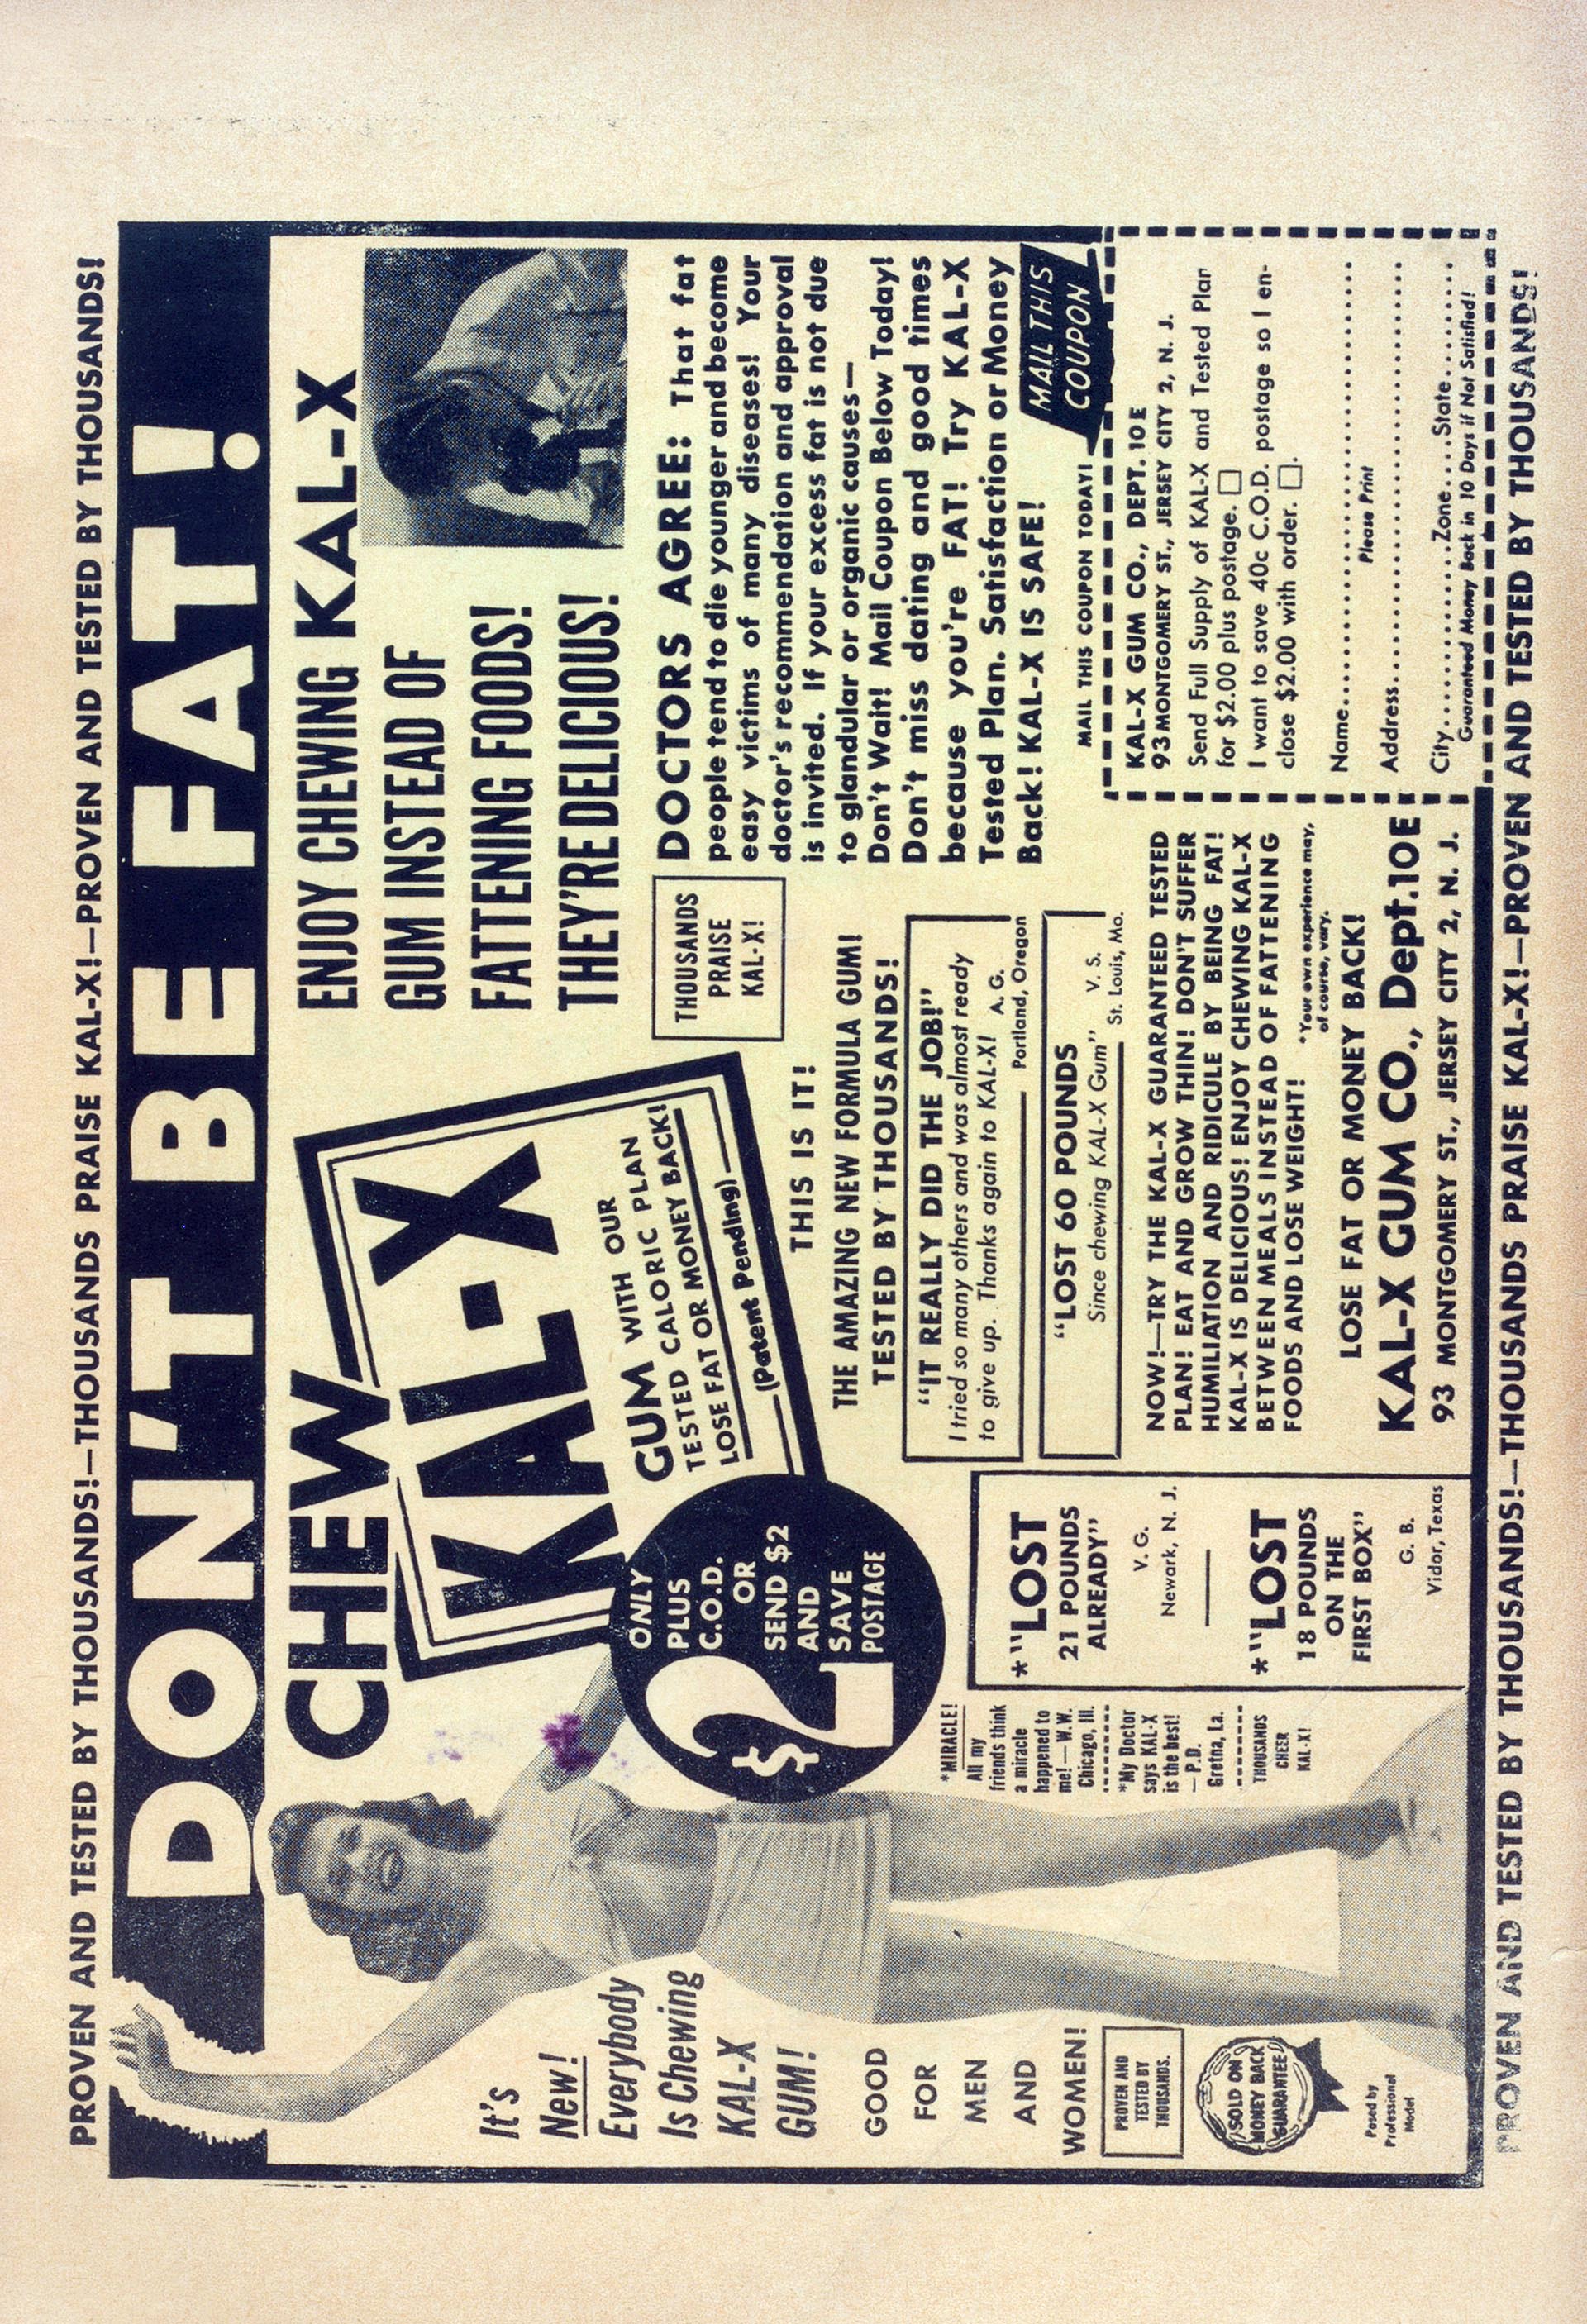 PROVEN AND TESTED BY THOUSANDS!—THOUSANDS PRAISE KAL-X!—PROVEN AND TESTED BY THOUSANDS!
DON'T BE FAT!
CHEW
KAL-X
GUM WITH OUR
TESTED CALORIC PLAN
LOSE FAT OR MONEY BACK!
(Patent Pending)
ENJOY CHEWING KAL-X
GUM INSTEAD OF
FATTENING FOODS!
THEY'RE DELICIOUS!
It's
New!
Everybody
Is Chewing
KAL-X
GUM!
GOOD
FOR
MEN
AND
WOMEN!
PROVEN AND
TESTED BY
THOUSANDS.
SOLD ON
MONEY BACK
GUARANTEE
Posed by
Professional
Model
$2
ONLY
PLUS
C.O.D.
OR
SEND $2
AND
SAVE
POSTAGE
*MIRACLE!
All my
friends think
a miracle
happened to
me!—W.W.
Chicago, Ill.
*My Doctor
says KAL-X
is the best!
—P.D.
Gretna, La.
THOUSANDS
CHEER
KAL-X!
*"LOST
21 POUNDS
ALREADY"
V. G.
Newark, N. J.
*"LOST
18 POUNDS
ON THE
FIRST BOX"
G. B.
Vidor, Texas
THOUSANDS
PRAISE
KAL-X!
THIS IS IT!
THE AMAZING NEW FORMULA GUM!
TESTED BY THOUSANDS!
"IT REALLY DID THE JOB!"
I tried so many others and was almost ready
to give up. Thanks again to KAL-X! A. G.
Portland, Oregon
"LOST 60 POUNDS
Since chewing KAL-X Gum" V. S.
St. Louis, Mo.
NOW!—TRY THE KAL-X GUARANTEED TESTED
PLAN! EAT AND GROW THIN! DON'T SUFFER
HUMILIATION AND RIDICULE BY BEING FAT!
KAL-X IS DELICIOUS! ENJOY CHEWING KAL-X
BETWEEN MEALS INSTEAD OF FATTENING
FOODS AND LOSE WEIGHT!
*Your own experience may,
of course, vary.
LOSE FAT OR MONEY BACK!
KAL-X GUM CO., Dept.10E
93 MONTGOMERY ST., JERSEY CITY 2, N. J.
DOCTORS AGREE: That fat
people tend to die younger and become
easy victims of many diseases! Your
doctor's recommendation and approval
is invited. If your excess fat is not due
to glandular or organic causes—
Don't Wait! Mail Coupon Below Today!
Don't miss dating and good times
because you're FAT! Try KAL-X
Tested Plan. Satisfaction or Money
Back! KAL-X IS SAFE!
MAIL THIS
COUPON
MAIL THIS COUPON TODAY!
KAL-X GUM CO., DEPT. 10E
93 MONTGOMERY ST., JERSEY CITY 2, N. J.
Send Full Supply of KAL-X and Tested Plan
for $2.00 plus postage. □
I want to save 40c C.O.D. postage so I en-
close $2.00 with order. □.
Name..............................
Please Print
Address..............................
City..............Zone....State..........
Guaranteed Money Back in 10 Days if Not Satisfied!
PROVEN AND TESTED BY THOUSANDS!—THOUSANDS PRAISE KAL-X!—PROVEN AND TESTED BY THOUSANDS!